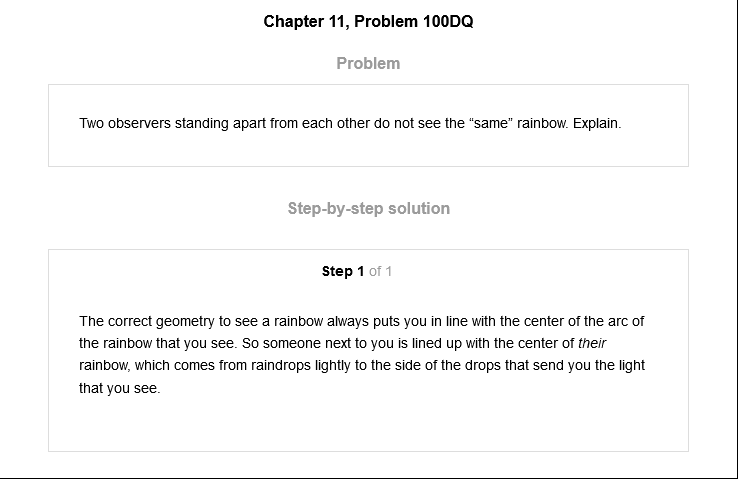 Chapter 11, Problem 100DQ
Problem
Two observers standing apart from each other do not see the “same” rainbow. Explain.
Step-by-step solution
Step 1 of 1
The correct geometry to see a rainbow always puts you in line with the center of the arc of
the rainbow that you see. So someone next to you is lined up with the center of their
rainbow, which comes from raindrops lightly to the side of the drops that send you the light
that you see.